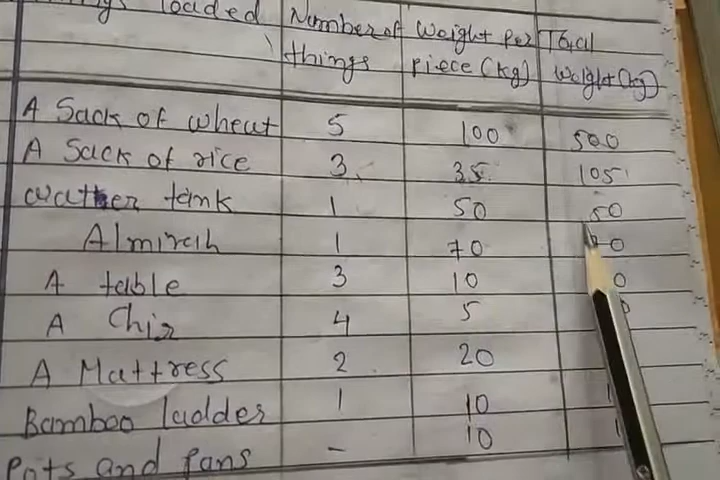 loaded Number of Weight per Total
things piece (kg) Weight (kg)
A Sack of wheat 5 100 500
A Sack of rice 3 35 105
wather tank 1 50 50
Almirah 1 70
A table 3 10
A Chir 4 5
A Mattress 2 20
Bamboo ladder 1 10
Pots and Pans - 10